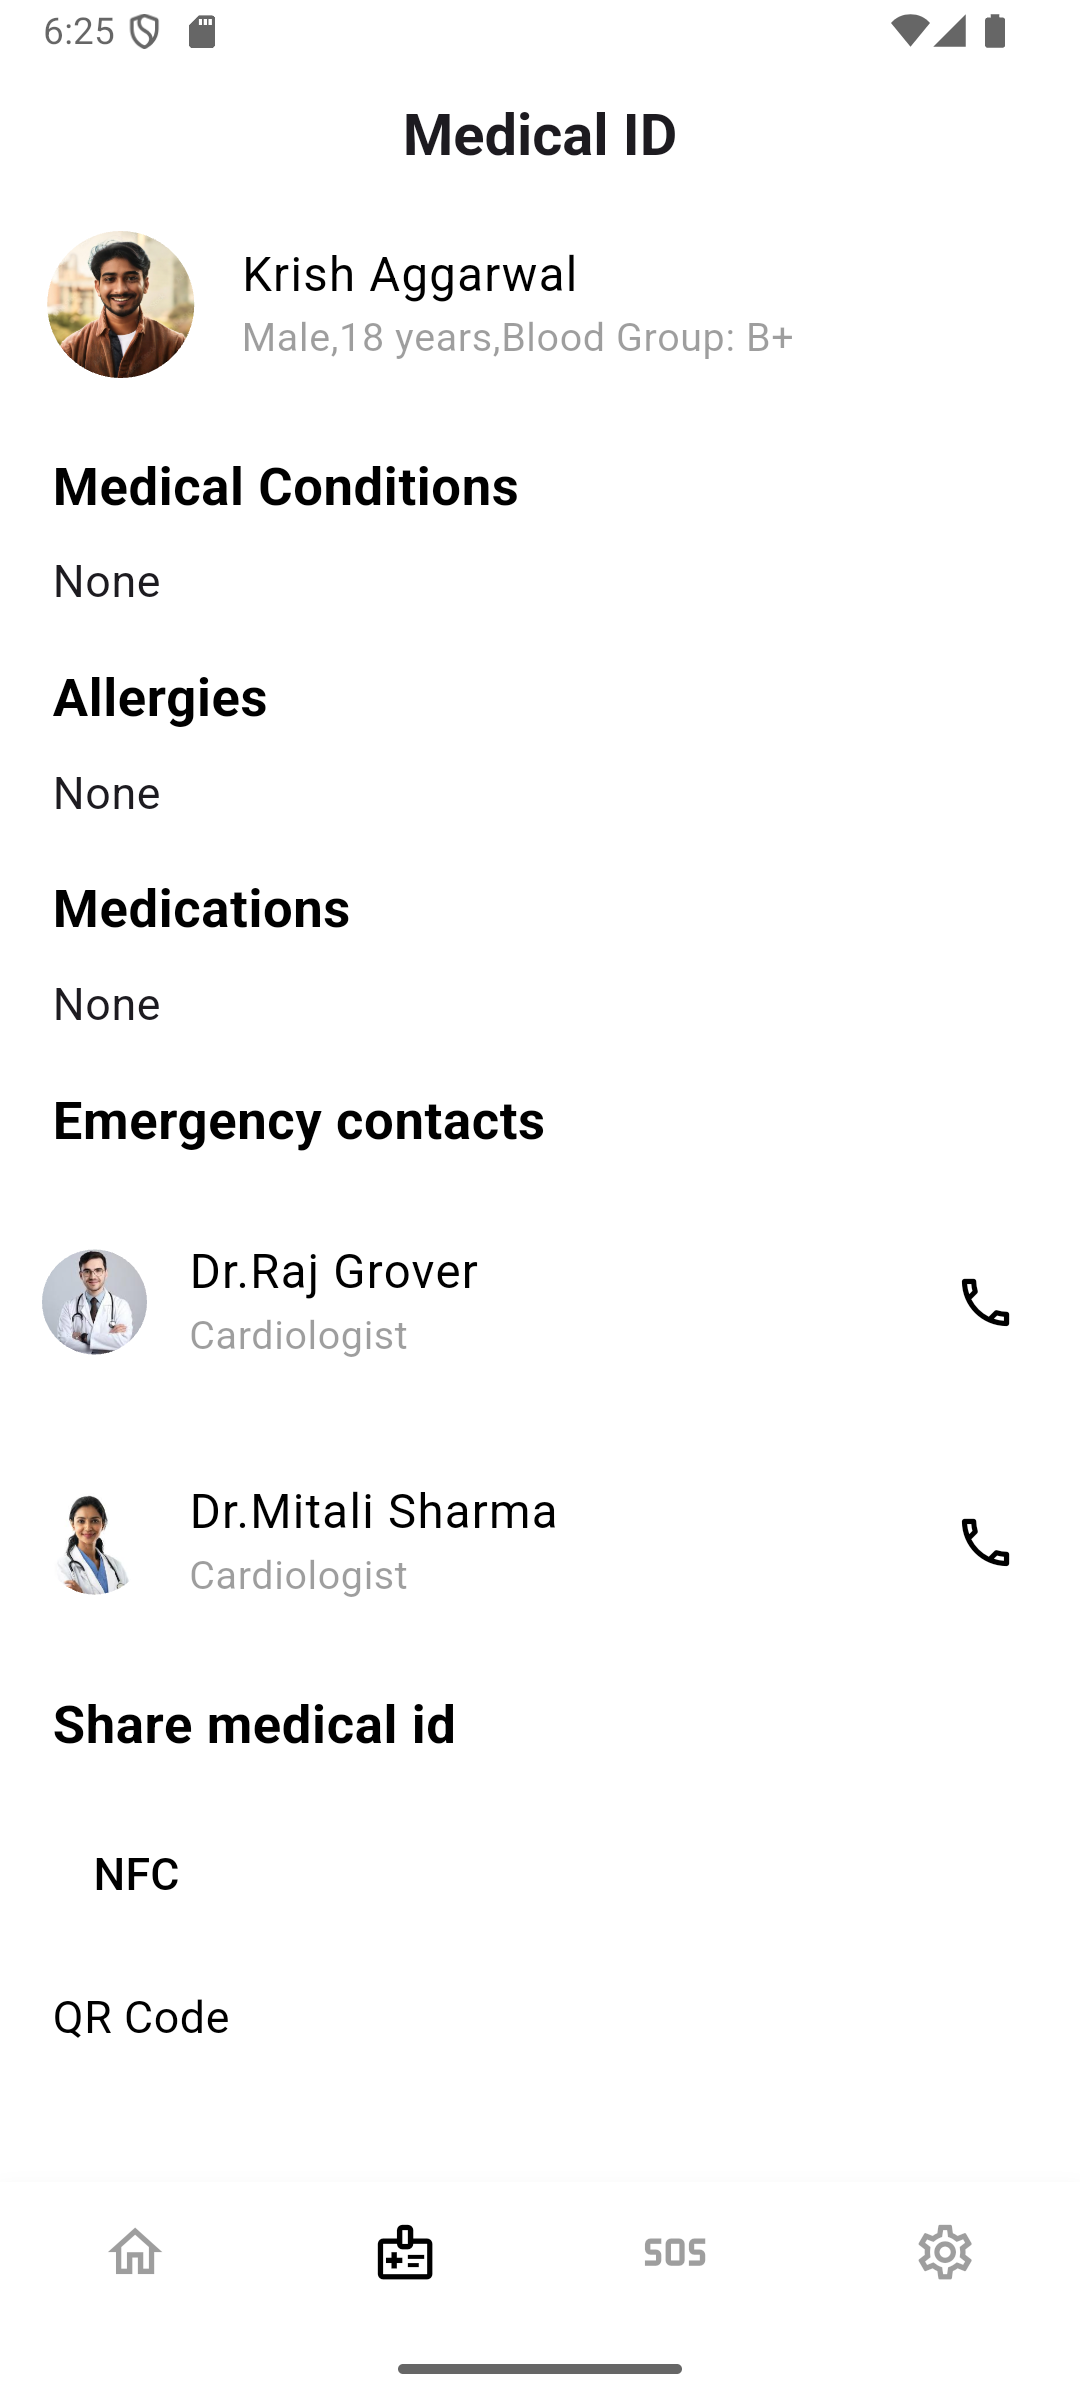 6:25
Medical ID
Krish Aggarwal
Male,18 years,Blood Group: B+
Medical Conditions
None
Allergies
None
Medications
None
Emergency contacts
Dr.Raj Grover
Cardiologist
Dr.Mitali Sharma
Cardiologist
Share medical id
NFC
QR Code
SOS